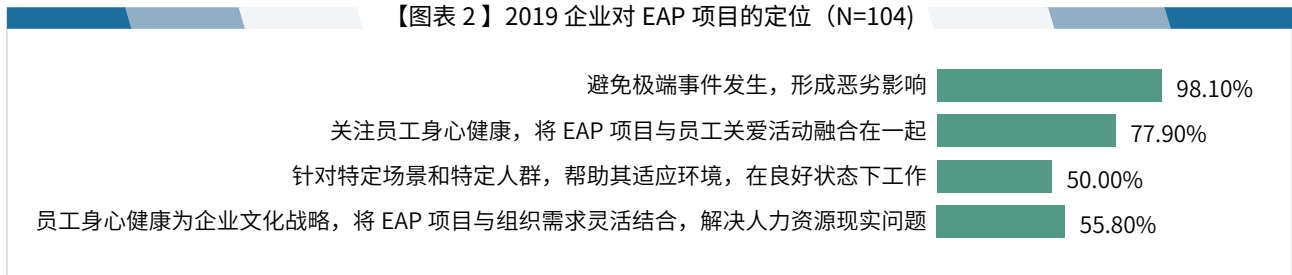 【图表 2 】2019 企业对 EAP 项目的定位（N=104)
避免极端事件发生，形成恶劣影响 98.10%
关注员工身心健康，将 EAP 项目与员工关爱活动融合在一起 77.90%
针对特定场景和特定人群，帮助其适应环境，在良好状态下工作 50.00%
员工身心健康为企业文化战略，将 EAP 项目与组织需求灵活结合，解决人力资源现实问题 55.80%